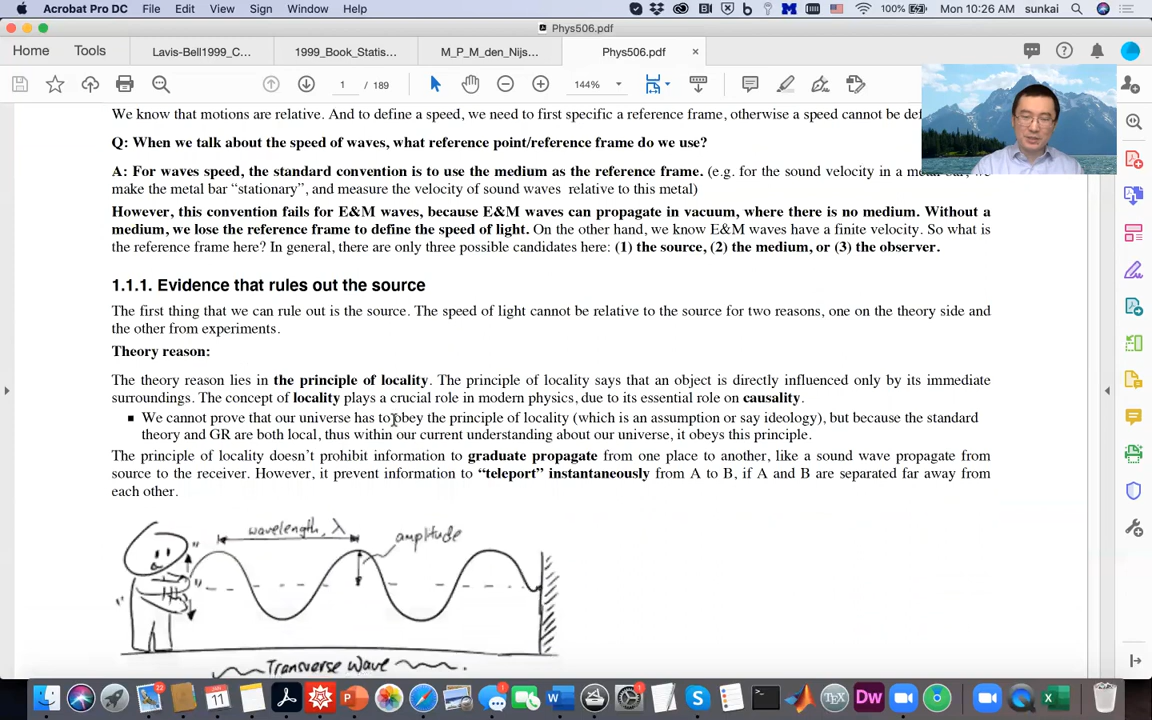 Acrobat Pro DC File Edit View Sign Window Help 100% Mon 10:26 AM sunkai
Phys506.pdf
Home Tools Lavis-Bell1999_C... 1999_Book_Statis... M_P_M_den_Nijs... Phys506.pdf ×
1 / 189 144%
We know that motions are relative. And to define a speed, we need to first specific a reference frame, otherwise a speed cannot be def
Q: When we talk about the speed of waves, what reference point/reference frame do we use?
A: For waves speed, the standard convention is to use the medium as the reference frame. (e.g. for the sound velocity in a metal bar, we
make the metal bar “stationary”, and measure the velocity of sound waves relative to this metal)
However, this convention fails for E&M waves, because E&M waves can propagate in vacuum, where there is no medium. Without a
medium, we lose the reference frame to define the speed of light. On the other hand, we know E&M waves have a finite velocity. So what is
the reference frame here? In general, there are only three possible candidates here: (1) the source, (2) the medium, or (3) the observer.
1.1.1. Evidence that rules out the source
The first thing that we can rule out is the source. The speed of light cannot be relative to the source for two reasons, one on the theory side and
the other from experiments.
Theory reason:
The theory reason lies in the principle of locality. The principle of locality says that an object is directly influenced only by its immediate
surroundings. The concept of locality plays a crucial role in modern physics, due to its essential role on causality.
▪ We cannot prove that our universe has to obey the principle of locality (which is an assumption or say ideology), but because the standard
theory and GR are both local, thus within our current understanding about our universe, it obeys this principle.
The principle of locality doesn’t prohibit information to graduate propagate from one place to another, like a sound wave propagate from
source to the receiver. However, it prevent information to “teleport” instantaneously from A to B, if A and B are separated far away from
each other.
wavelength, λ
amplitude
Transverse Wave